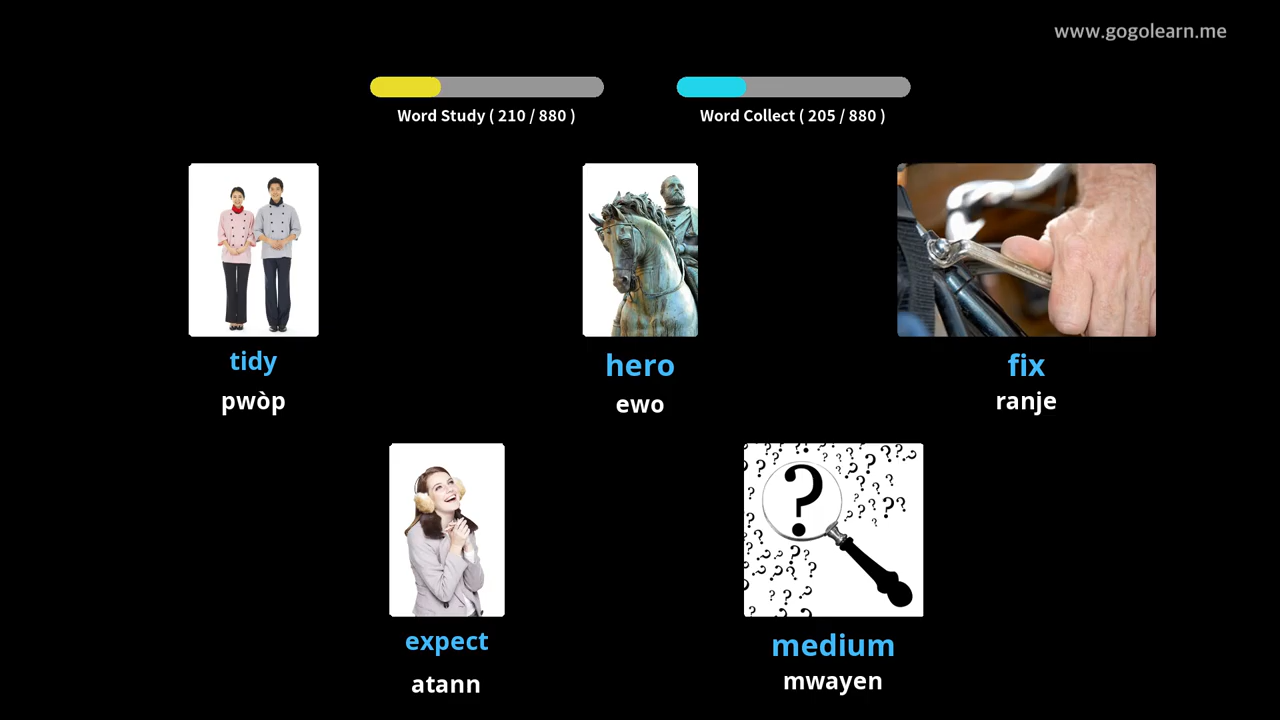 www.gogolearn.me
Word Study ( 210 / 880 )
Word Collect ( 205 / 880 )
tidy
pwòp
hero
ewo
fix
ranje
expect
atann
medium
mwayen